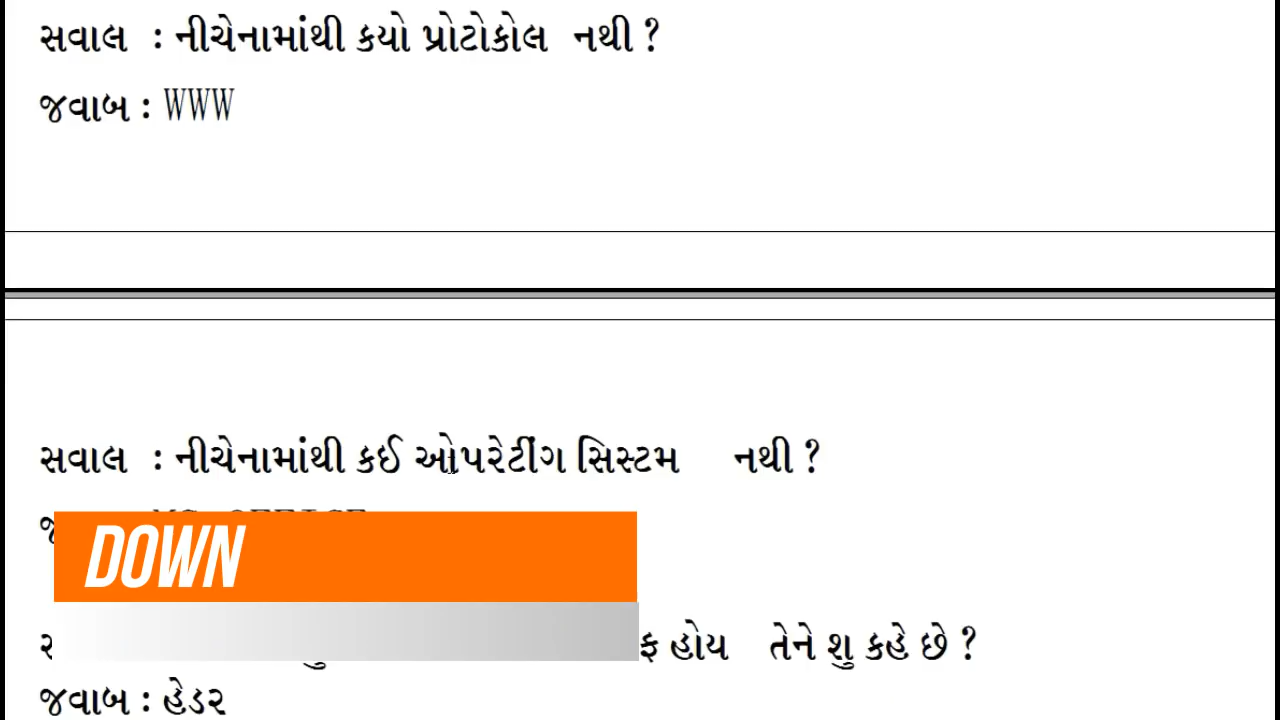 સવાલ : નીચેનામાંથી કયો પ્રોટોકોલ નથી ?
જવાબ : WWW
સવાલ : નીચેનામાંથી કઈ ઓપરેટીંગ સિસ્ટમ નથી ?
DOWN
હોય તેને શુ કહે છે ?
જવાબ : હેડર